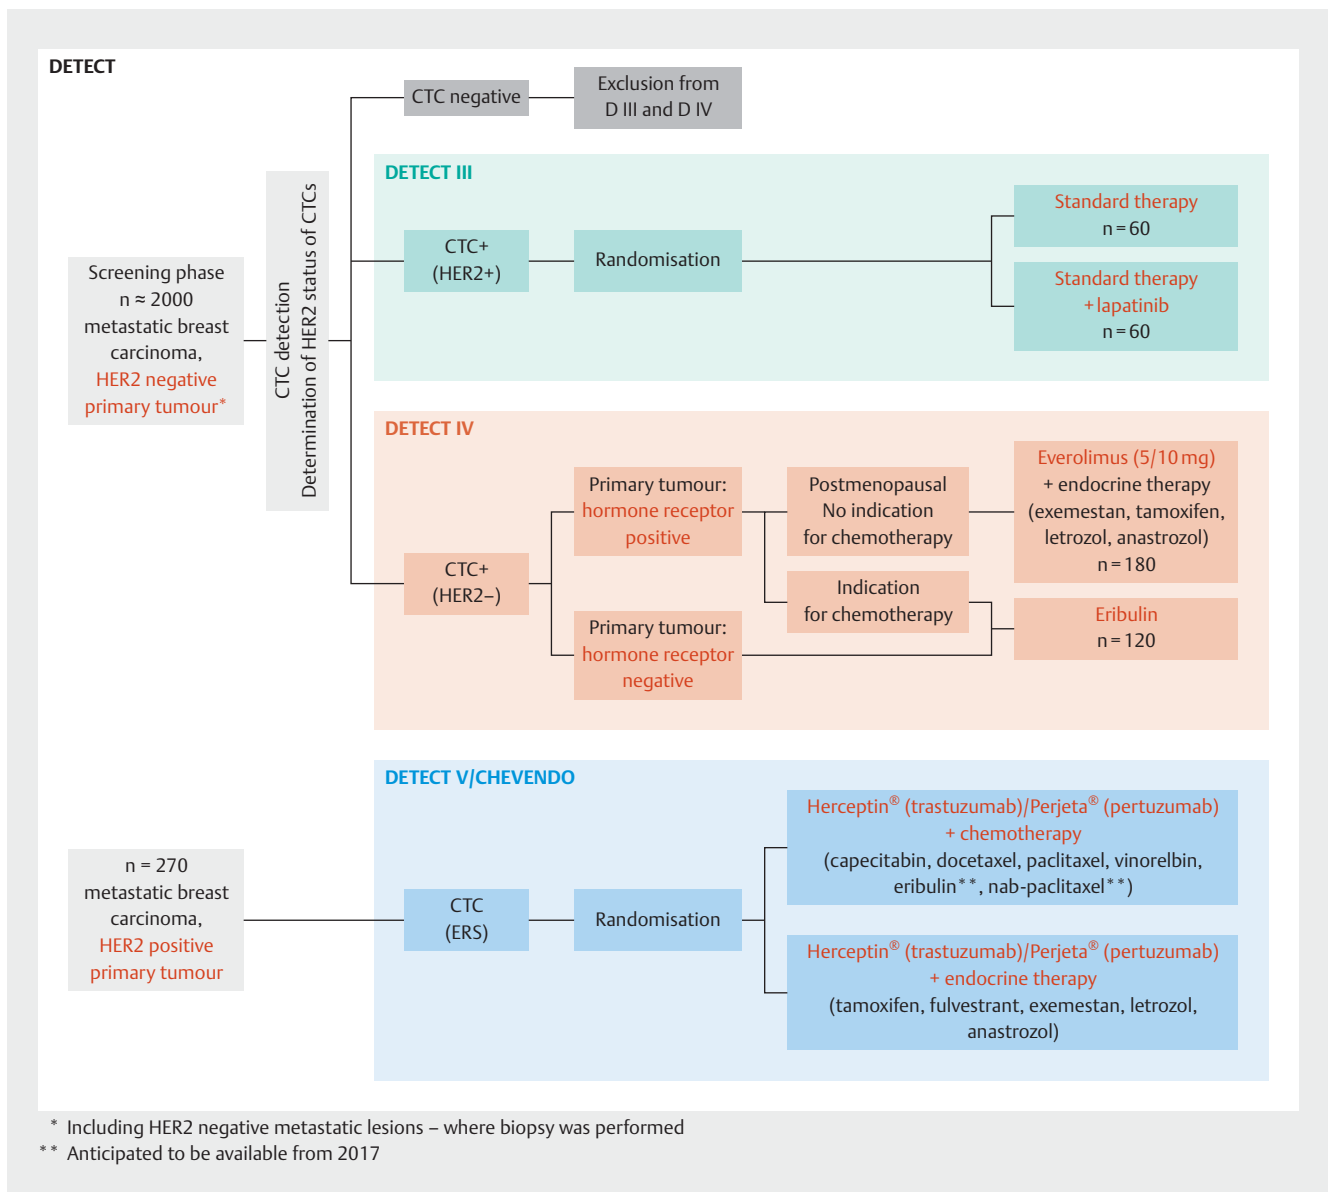 DETECT
CTC negative
Exclusion from
D III and D IV
Screening phase
n ≈ 2000
metastatic breast
carcinoma,
HER2 negative
primary tumour*
CTC detection
Determination of HER2 status of CTCs
DETECT III
CTC+
(HER2+)
Randomisation
Standard therapy
n = 60
Standard therapy
+ lapatinib
n = 60
DETECT IV
CTC+
(HER2–)
Primary tumour:
hormone receptor
positive
Postmenopausal
No indication
for chemotherapy
Everolimus (5/10 mg)
+ endocrine therapy
(exemestan, tamoxifen,
letrozol, anastrozol)
n = 180
Indication
for chemotherapy
Primary tumour:
hormone receptor
negative
Eribulin
n = 120
DETECT V/CHEVENDO
n = 270
metastatic breast
carcinoma,
HER2 positive
primary tumour
CTC
(ERS)
Randomisation
Herceptin® (trastuzumab)/Perjeta® (pertuzumab)
+ chemotherapy
(capecitabin, docetaxel, paclitaxel, vinorelbin,
eribulin**, nab-paclitaxel**)
Herceptin® (trastuzumab)/Perjeta® (pertuzumab)
+ endocrine therapy
(tamoxifen, fulvestrant, exemestan, letrozol,
anastrozol)
* Including HER2 negative metastatic lesions – where biopsy was performed
** Anticipated to be available from 2017